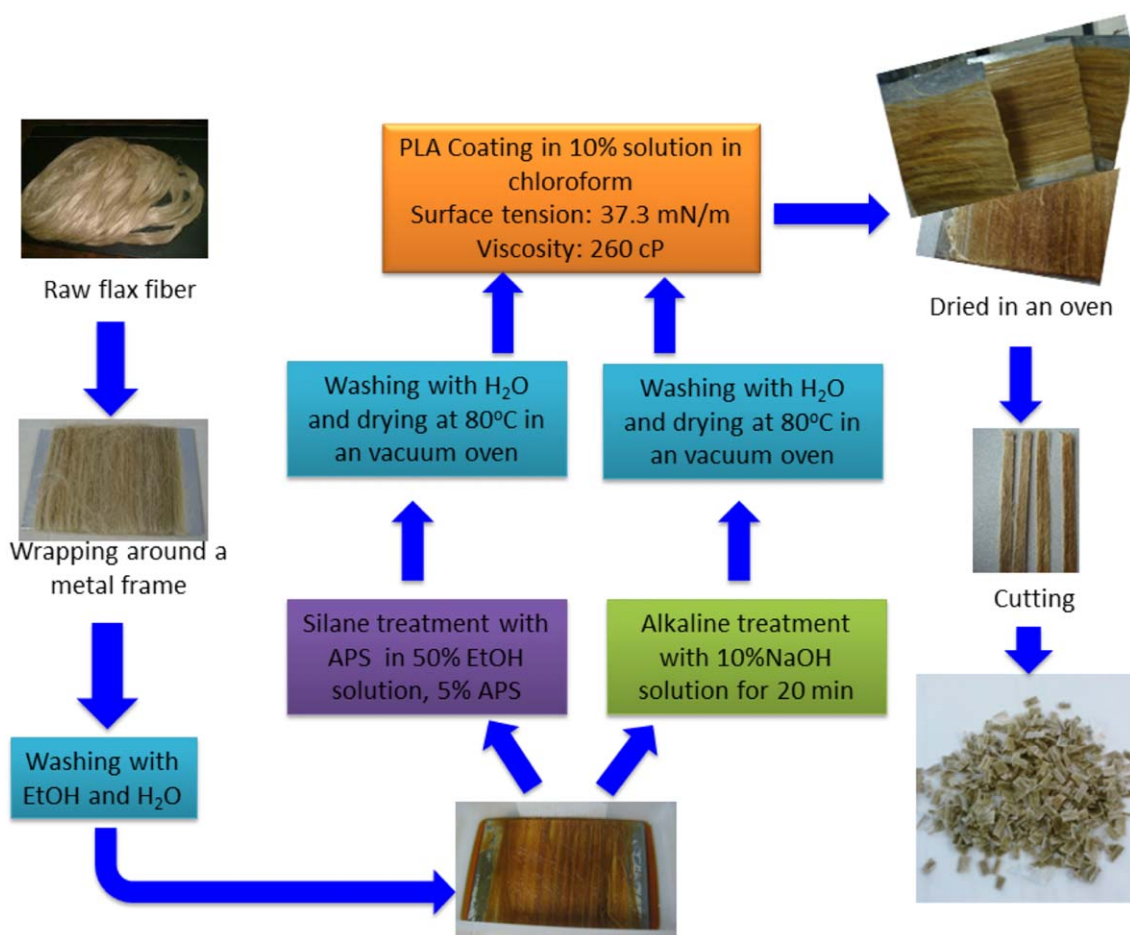 Raw flax fiber
Wrapping around a
metal frame
Washing with
EtOH and H₂O
Silane treatment with
APS in 50% EtOH
solution, 5% APS
Alkaline treatment
with 10%NaOH
solution for 20 min
Washing with H₂O
and drying at 80°C in
an vacuum oven
Washing with H₂O
and drying at 80°C in
an vacuum oven
PLA Coating in 10% solution in
chloroform
Surface tension: 37.3 mN/m
Viscosity: 260 cP
Dried in an oven
Cutting